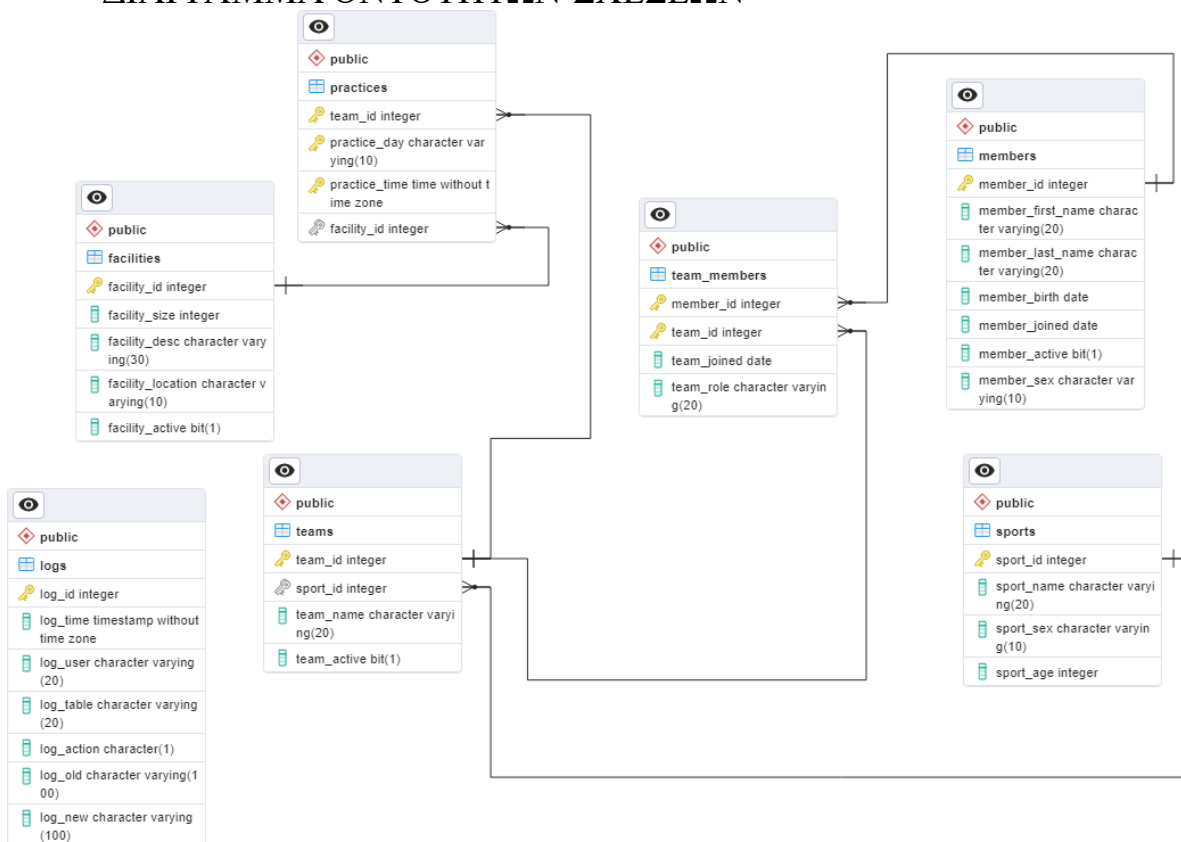 ΔΙΑΓΡΑΜΜΑ ΟΝΤΟΤΗΤΩΝ ΣΧΕΣΕΩΝ
public
practices
team_id integer
practice_day character var
ying(10)
practice_time time without t
ime zone
facility_id integer
public
facilities
facility_id integer
facility_size integer
facility_desc character vary
ing(30)
facility_location character v
arying(10)
facility_active bit(1)
public
team_members
member_id integer
team_id integer
team_joined date
team_role character varyin
g(20)
public
members
member_id integer
member_first_name charac
ter varying(20)
member_last_name charac
ter varying(20)
member_birth date
member_joined date
member_active bit(1)
member_sex character var
ying(10)
public
logs
log_id integer
log_time timestamp without
time zone
log_user character varying
(20)
log_table character varying
(20)
log_action character(1)
log_old character varying(1
00)
log_new character varying
(100)
public
teams
team_id integer
sport_id integer
team_name character varyi
ng(20)
team_active bit(1)
public
sports
sport_id integer
sport_name character varyi
ng(20)
sport_sex character varyin
g(10)
sport_age integer